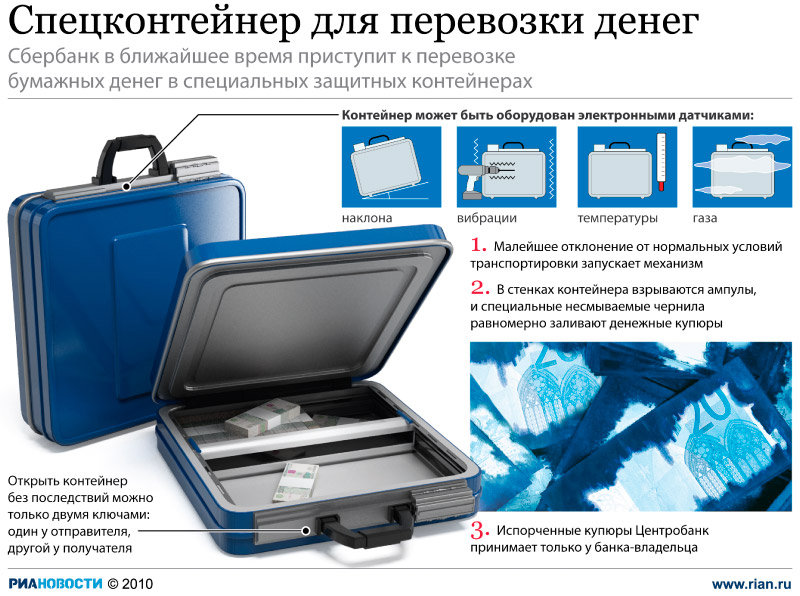 Спецконтейнер для перевозки денег
Сбербанк в ближайшее время приступит к перевозке
бумажных денег в специальных защитных контейнерах
Контейнер может быть оборудован электронными датчиками:
наклона
вибрации
температуры
газа
1. Малейшее отклонение от нормальных условий
транспортировки запускает механизм
2. В стенках контейнера взрываются ампулы,
и специальные несмываемые чернила
равномерно заливают денежные купюры
20
20
Открыть контейнер
без последствий можно
только двумя ключами:
один у отправителя,
другой у получателя
3. Испорченные купюры Центробанк
принимает только у банка-владельца
РИАНОВОСТИ © 2010
www.rian.ru